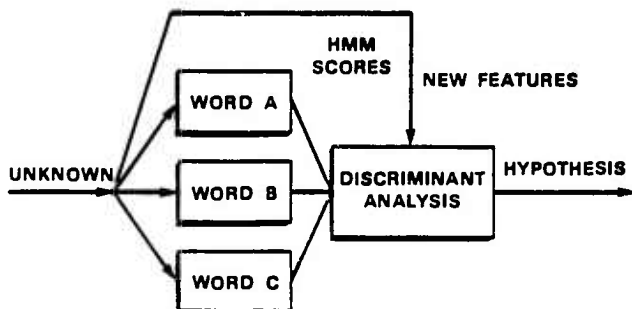 HMM
SCORES
NEW FEATURES
WORD A
UNKNOWN
WORD B
DISCRIMINANT
ANALYSIS
HYPOTHESIS
WORD C